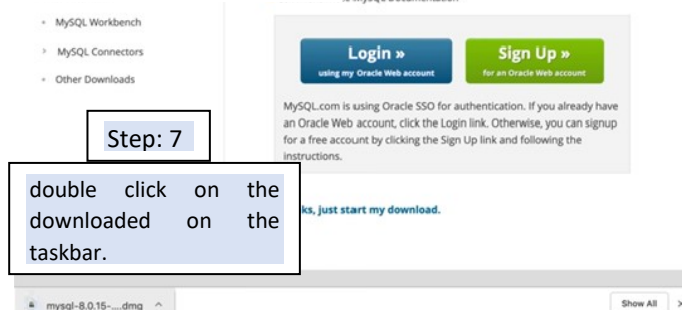 is MySQL Documentation
MySQL Workbench
MySQL Connectors
Other Downloads
Login »
using my Oracle Web account
Sign Up »
for an Oracle Web account
MySQL.com is using Oracle SSO for authentication. If you already have
an Oracle Web account, click the Login link. Otherwise, you can signup
for a free account by clicking the Sign Up link and following the
instructions.
Step: 7
double click on the
downloaded on the
taskbar.
ks, just start my download.
mysql-8.0.15-....dmg
Show All